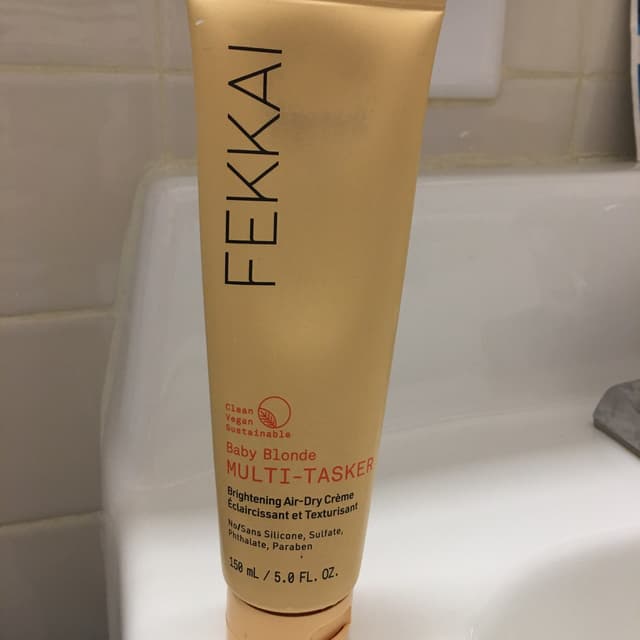 FEKKAI
Clean
Vegan
Sustainable
Baby Blonde
MULTI-TASKER
Brightening Air-Dry Crème
Éclaircissant et Texturisant
No/Sans Silicone, Sulfate,
Phthalate, Paraben
150 mL / 5.0 FL. OZ.